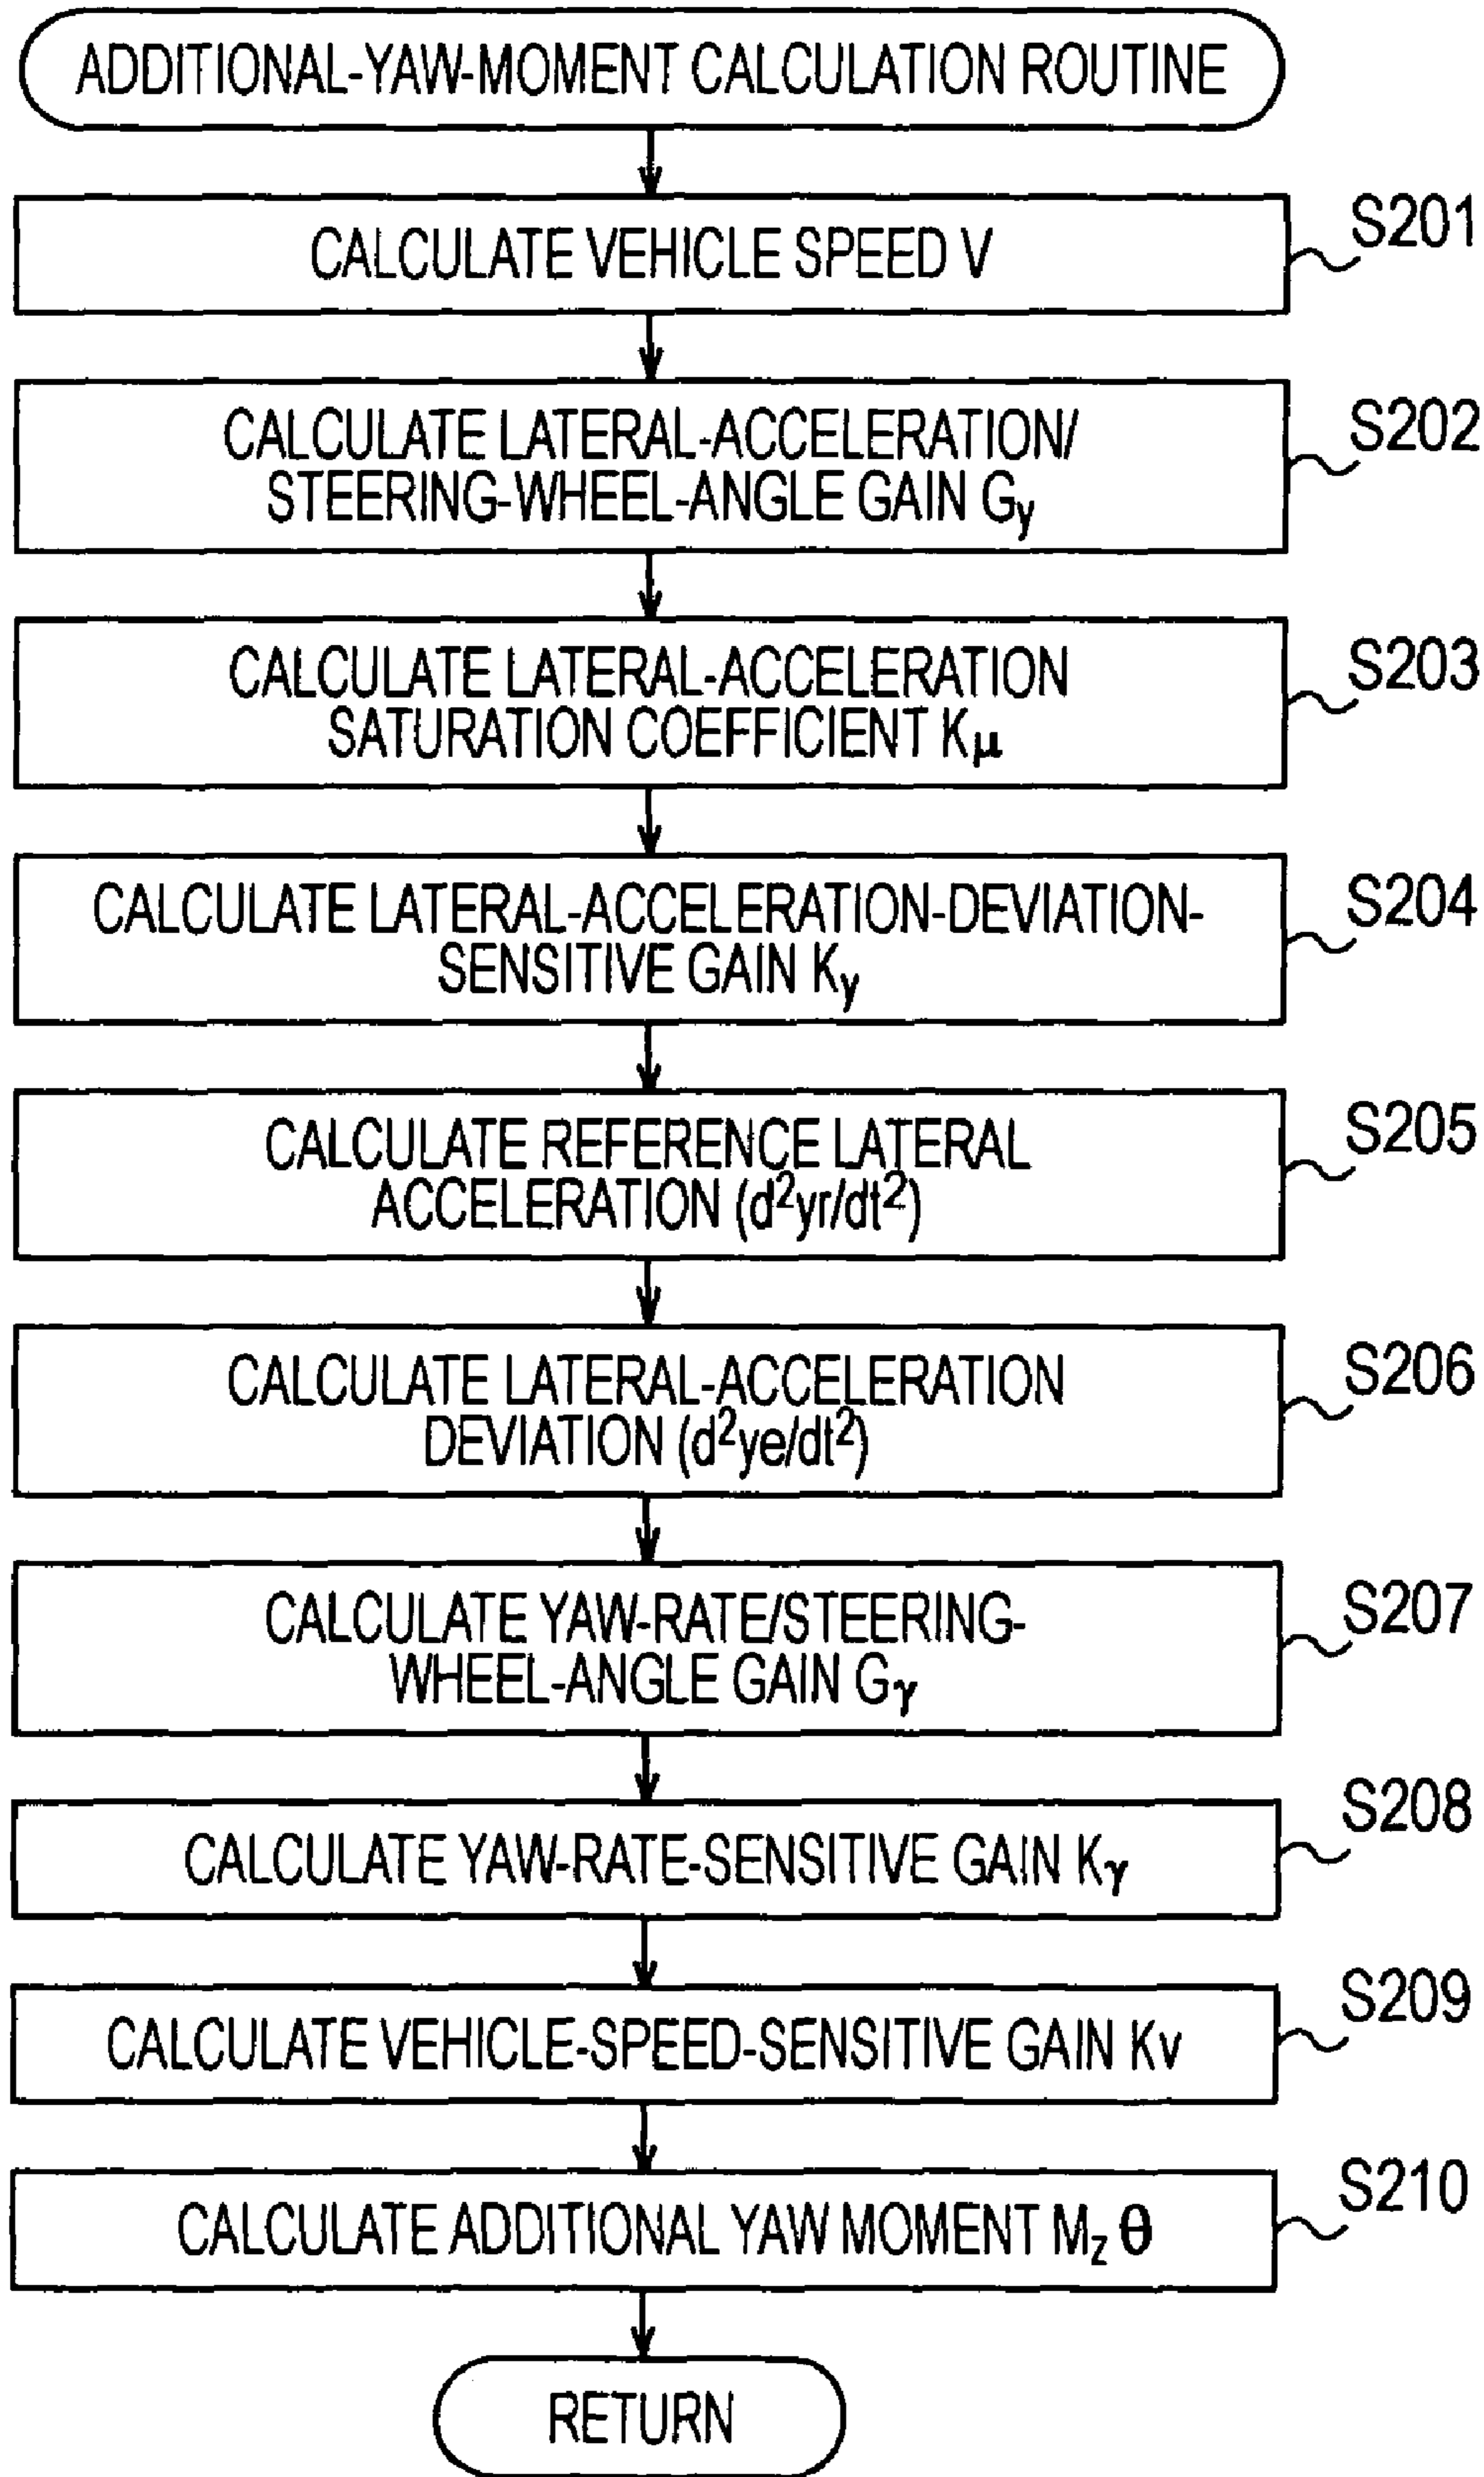 ADDITIONAL-YAW-MOMENT CALCULATION ROUTINE
CALCULATE VEHICLE SPEED V
S201
CALCULATE LATERAL-ACCELERATION/
STEERING-WHEEL-ANGLE GAIN Gy
S202
CALCULATE LATERAL-ACCELERATION
SATURATION COEFFICIENT Kμ
S203
CALCULATE LATERAL-ACCELERATION-DEVIATION-
SENSITIVE GAIN Ky
S204
CALCULATE REFERENCE LATERAL
ACCELERATION (d²yr/dt²)
S205
CALCULATE LATERAL-ACCELERATION
DEVIATION (d²ye/dt²)
S206
CALCULATE YAW-RATE/STEERING-
WHEEL-ANGLE GAIN Gγ
S207
CALCULATE YAW-RATE-SENSITIVE GAIN Kγ
S208
CALCULATE VEHICLE-SPEED-SENSITIVE GAIN Kv
S209
CALCULATE ADDITIONAL YAW MOMENT Mz θ
S210
RETURN